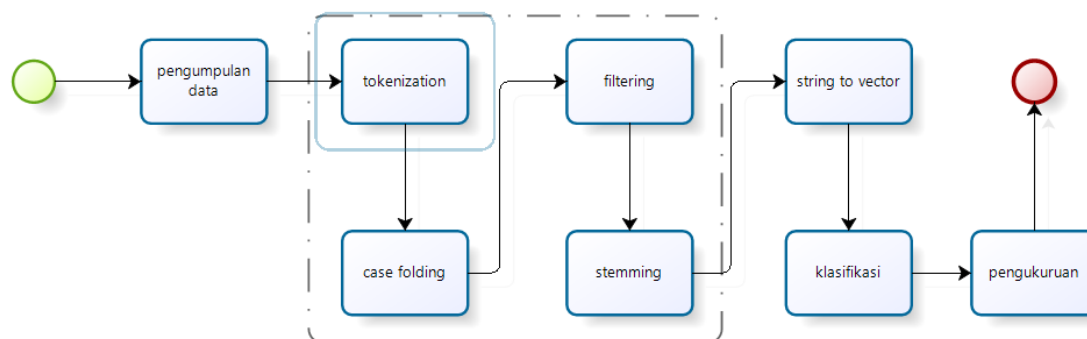 pengumpulan
data
tokenization
case folding
filtering
stemming
string to vector
klasifikasi
pengukuruan